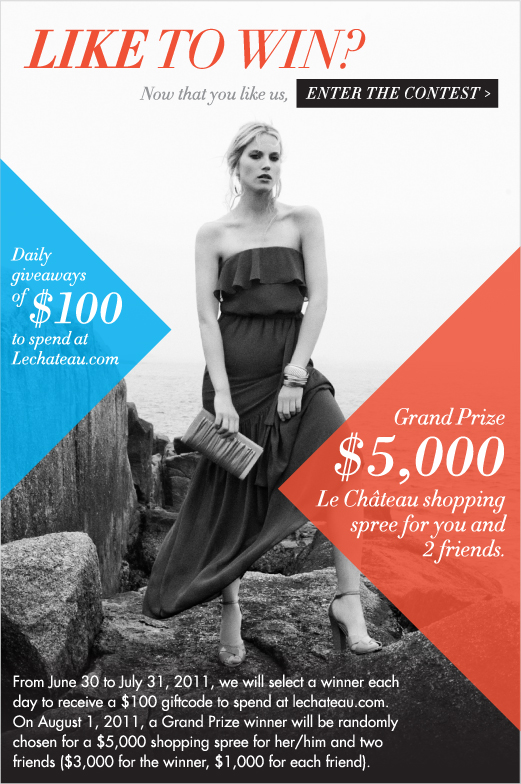 LIKE TO WIN?
Now that you like us,
ENTER THE CONTEST >
Daily
giveaways
of $100
to spend at
Lechateau.com
Grand Prize
$5,000
Le Château shopping
spree for you and
2 friends.
From June 30 to July 31, 2011, we will select a winner each
day to receive a $100 giftcode to spend at lechateau.com.
On August 1, 2011, a Grand Prize winner will be randomly
chosen for a $5,000 shopping spree for her/him and two
friends ($3,000 for the winner, $1,000 for each friend).